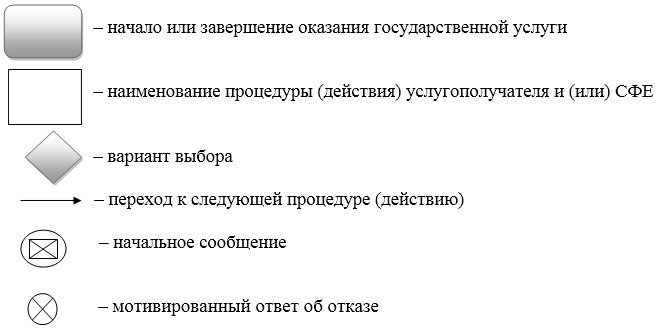 – начало или завершение оказания государственной услуги
– наименование процедуры (действия) услугополучателя и (или) СФЕ
– вариант выбора
– переход к следующей процедуре (действию)
– начальное сообщение
– мотивированный ответ об отказе